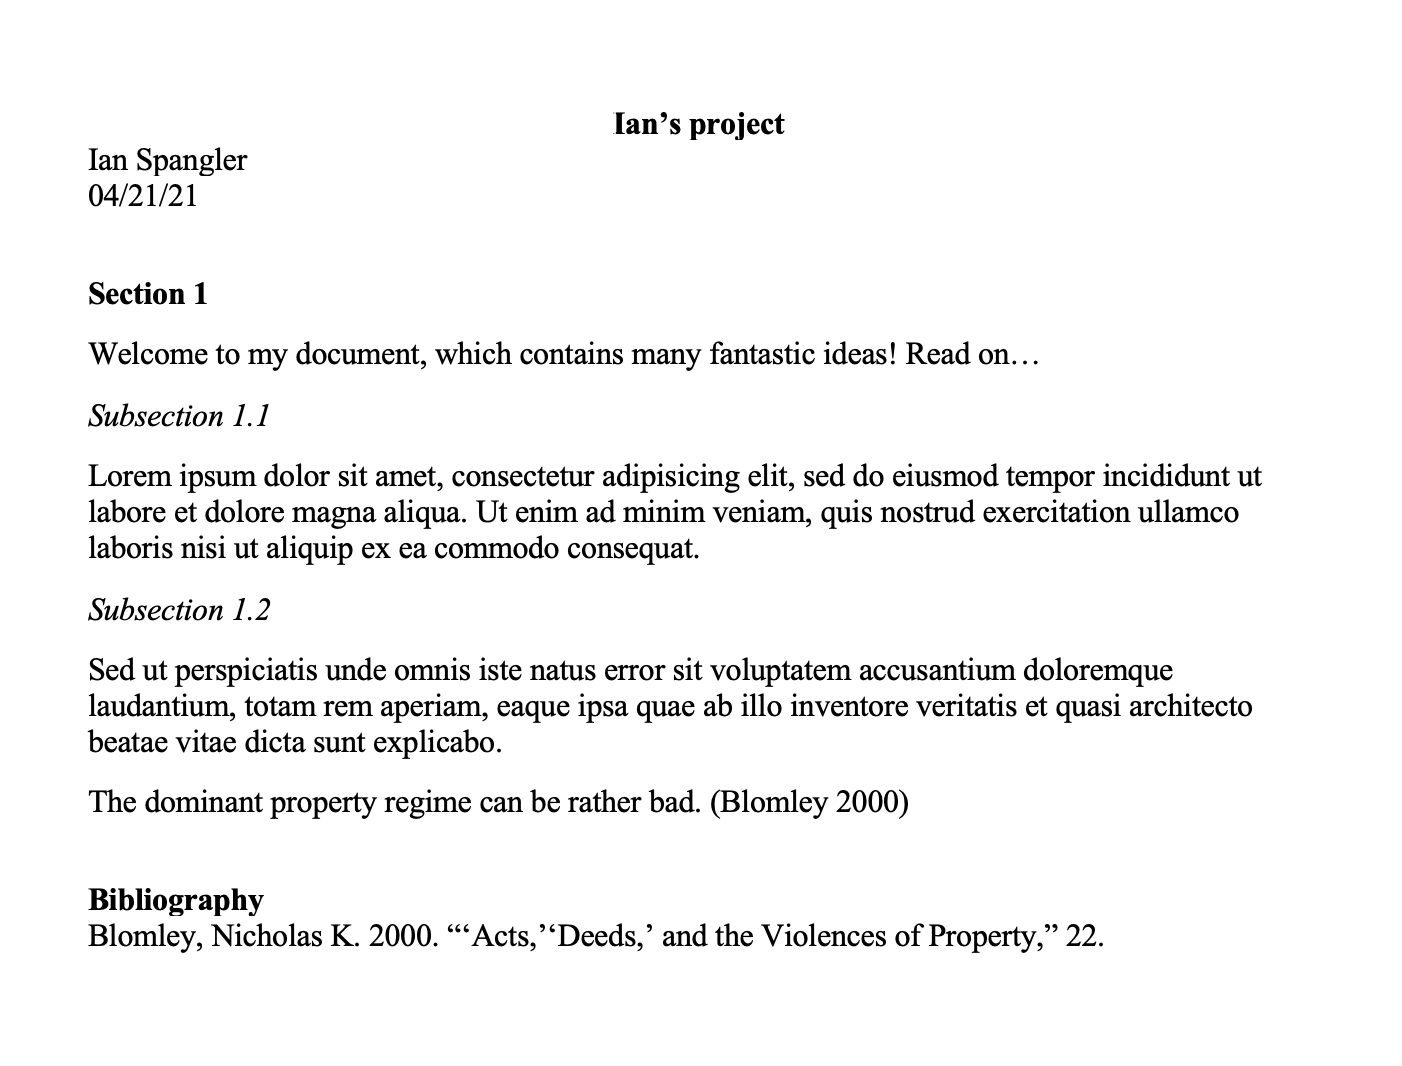 Ian’s project
Ian Spangler
04/21/21
Section 1
Welcome to my document, which contains many fantastic ideas! Read on…
Subsection 1.1
Lorem ipsum dolor sit amet, consectetur adipisicing elit, sed do eiusmod tempor incididunt ut
labore et dolore magna aliqua. Ut enim ad minim veniam, quis nostrud exercitation ullamco
laboris nisi ut aliquip ex ea commodo consequat.
Subsection 1.2
Sed ut perspiciatis unde omnis iste natus error sit voluptatem accusantium doloremque
laudantium, totam rem aperiam, eaque ipsa quae ab illo inventore veritatis et quasi architecto
beatae vitae dicta sunt explicabo.
The dominant property regime can be rather bad. (Blomley 2000)
Bibliography
Blomley, Nicholas K. 2000. “‘Acts,’‘Deeds,’ and the Violences of Property,” 22.